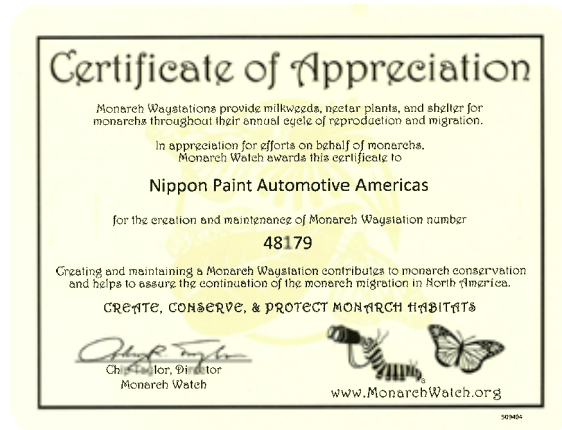 Certificate of Appreciation
Monarch Waystations provide milkweeds, nectar plants, and shelter for
monarchs throughout their annual cycle of reproduction and migration.
In appreciation for efforts on behalf of monarchs,
Monarch Watch awards this certificate to
Nippon Paint Automotive Americas
for the creation and maintenance of Monarch Waystation number
48179
Creating and maintaining a Monarch Waystation contributes to monarch conservation
and helps to assure the continuation of the monarch migration in North America.
CREATE, CONSERVE, & PROTECT MONARCH HABITATS
Chip Taylor, Director
Monarch Watch
www.MonarchWatch.org
509404